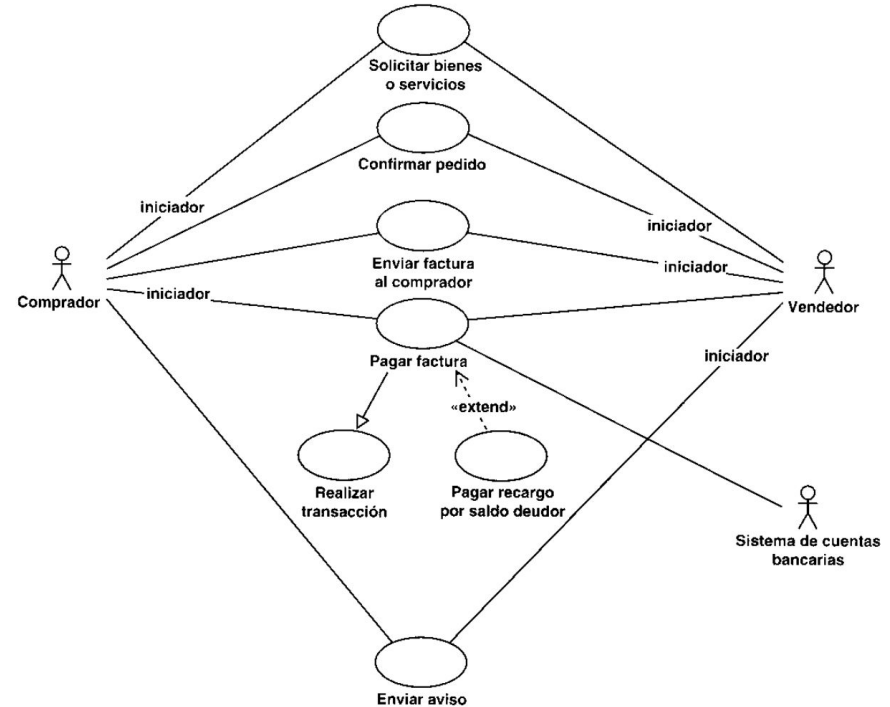 Solicitar bienes
o servicios
Confirmar pedido
iniciador
iniciador
Enviar factura
al comprador
iniciador
iniciador
Comprador
Vendedor
Pagar factura
iniciador
«extend»
Realizar
transacción
Pagar recargo
por saldo deudor
Sistema de cuentas
bancarias
Enviar aviso